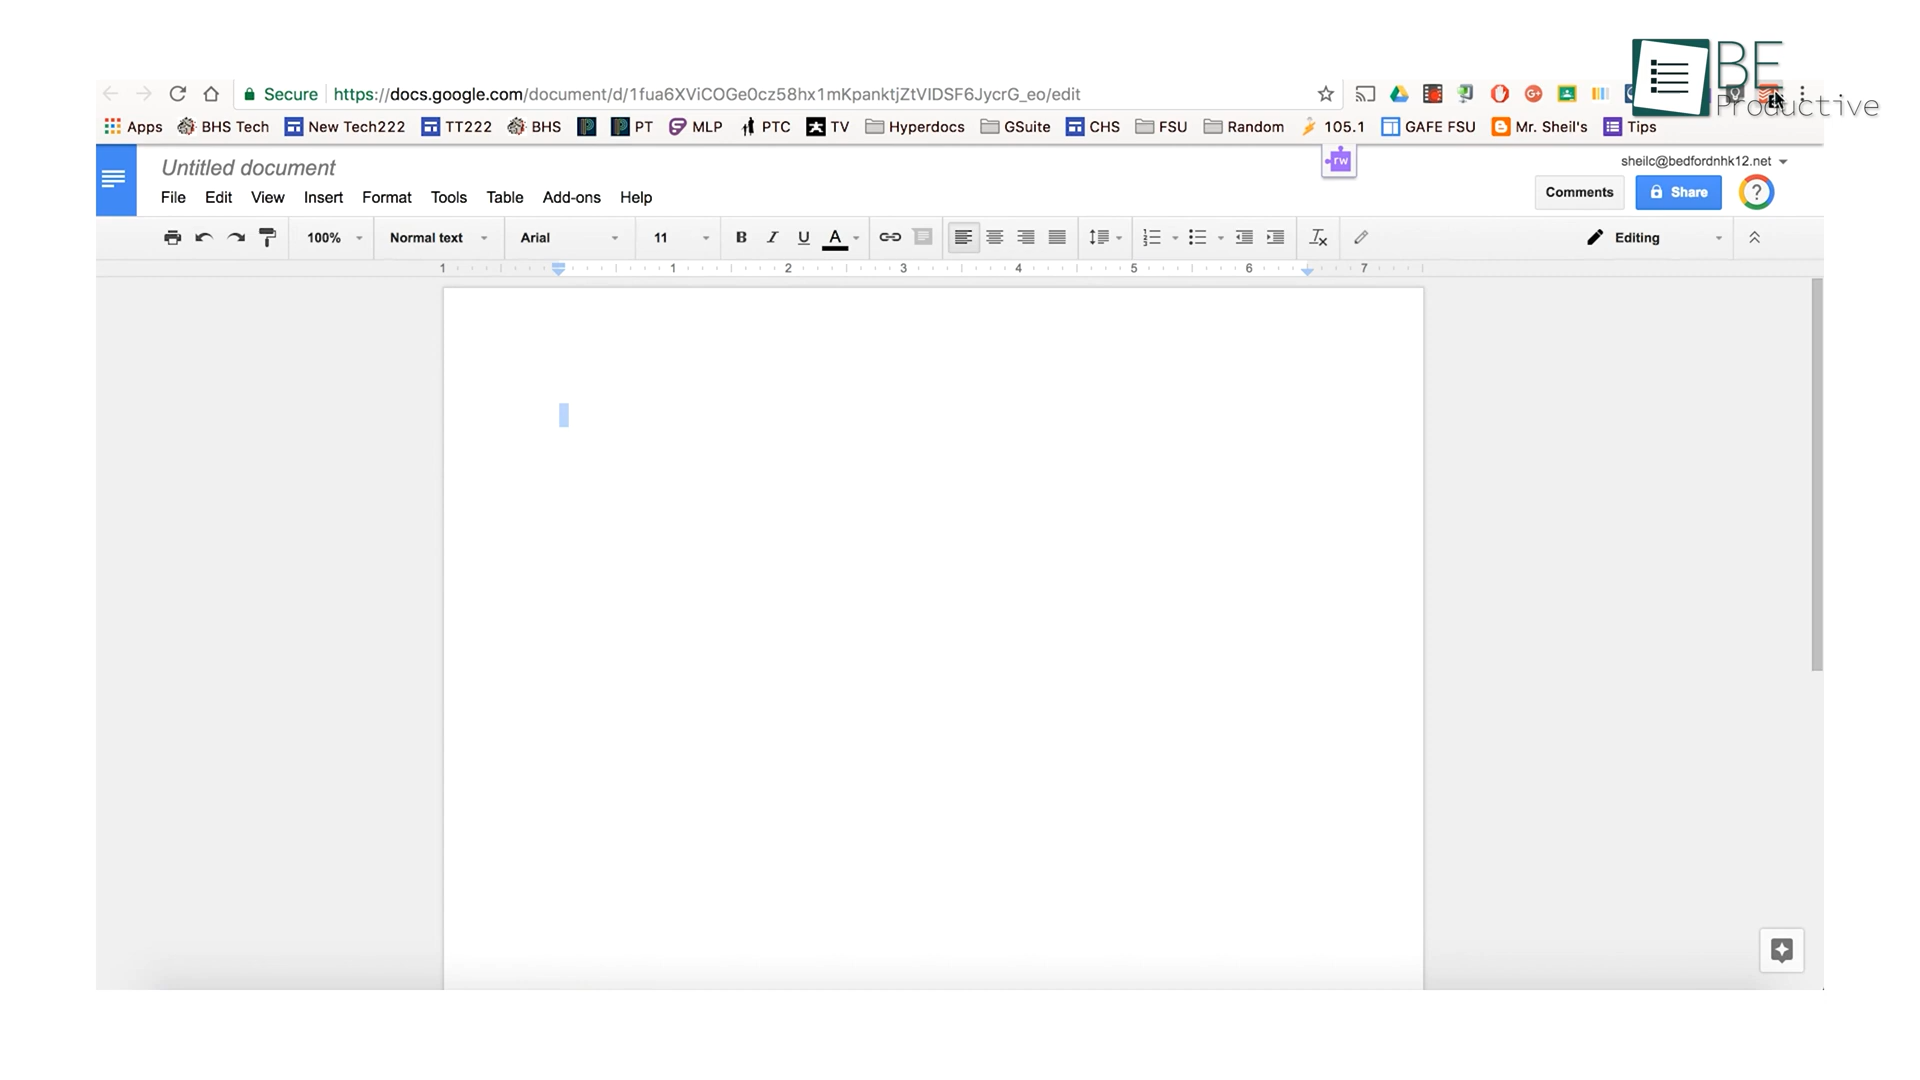 BE
Productive
Secure https://docs.google.com/document/d/1fua6XViCOGe0cz58hx1mKpanktjZtVIDSF6JycrG_eo/edit
Apps BHS Tech New Tech222 TT222 BHS PT MLP PTC TV Hyperdocs GSuite CHS FSU Random 105.1 GAFE FSU Mr. Sheil's Tips
rw
Untitled document
sheilc@bedfordnhk12.net
File Edit View Insert Format Tools Table Add-ons Help
Comments Share ?
100% Normal text Arial 11 B I U A Editing
1 1 2 3 4 5 6 7